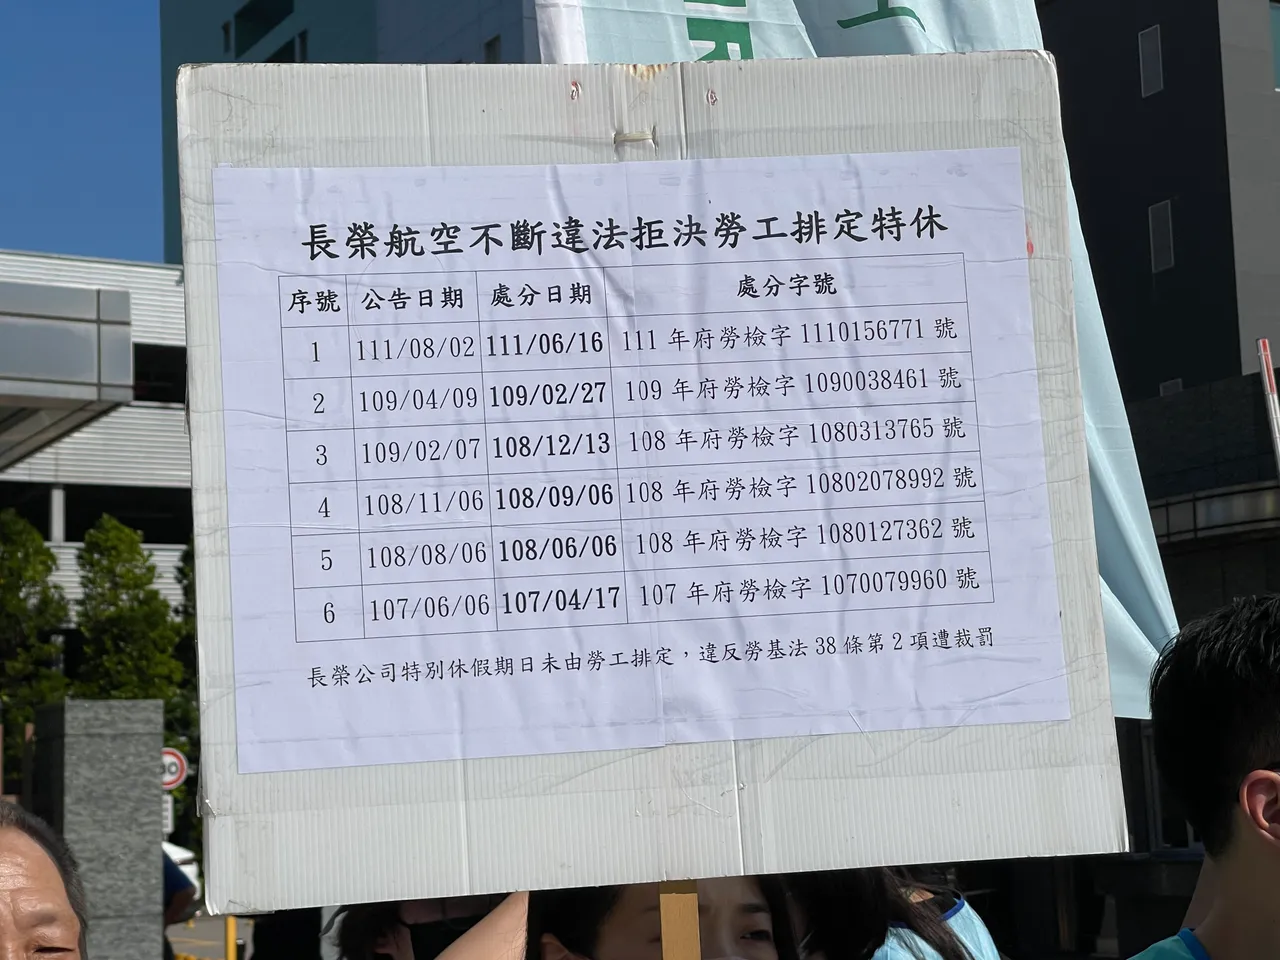 長榮航空不斷違法拒決勞工排定特休
序號 公告日期 處分日期 處分字號
1 111/08/02 111/06/16 111 年府勞檢字 1110156771 號
2 109/04/09 109/02/27 109 年府勞檢字 1090038461 號
3 109/02/07 108/12/13 108 年府勞檢字 1080313765 號
4 108/11/06 108/09/06 108 年府勞檢字 10802078992 號
5 108/08/06 108/06/06 108 年府勞檢字 1080127362 號
6 107/06/06 107/04/17 107 年府勞檢字 1070079960 號
長榮公司特別休假期日未由勞工排定，違反勞基法 38 條第 2 項遭裁罰